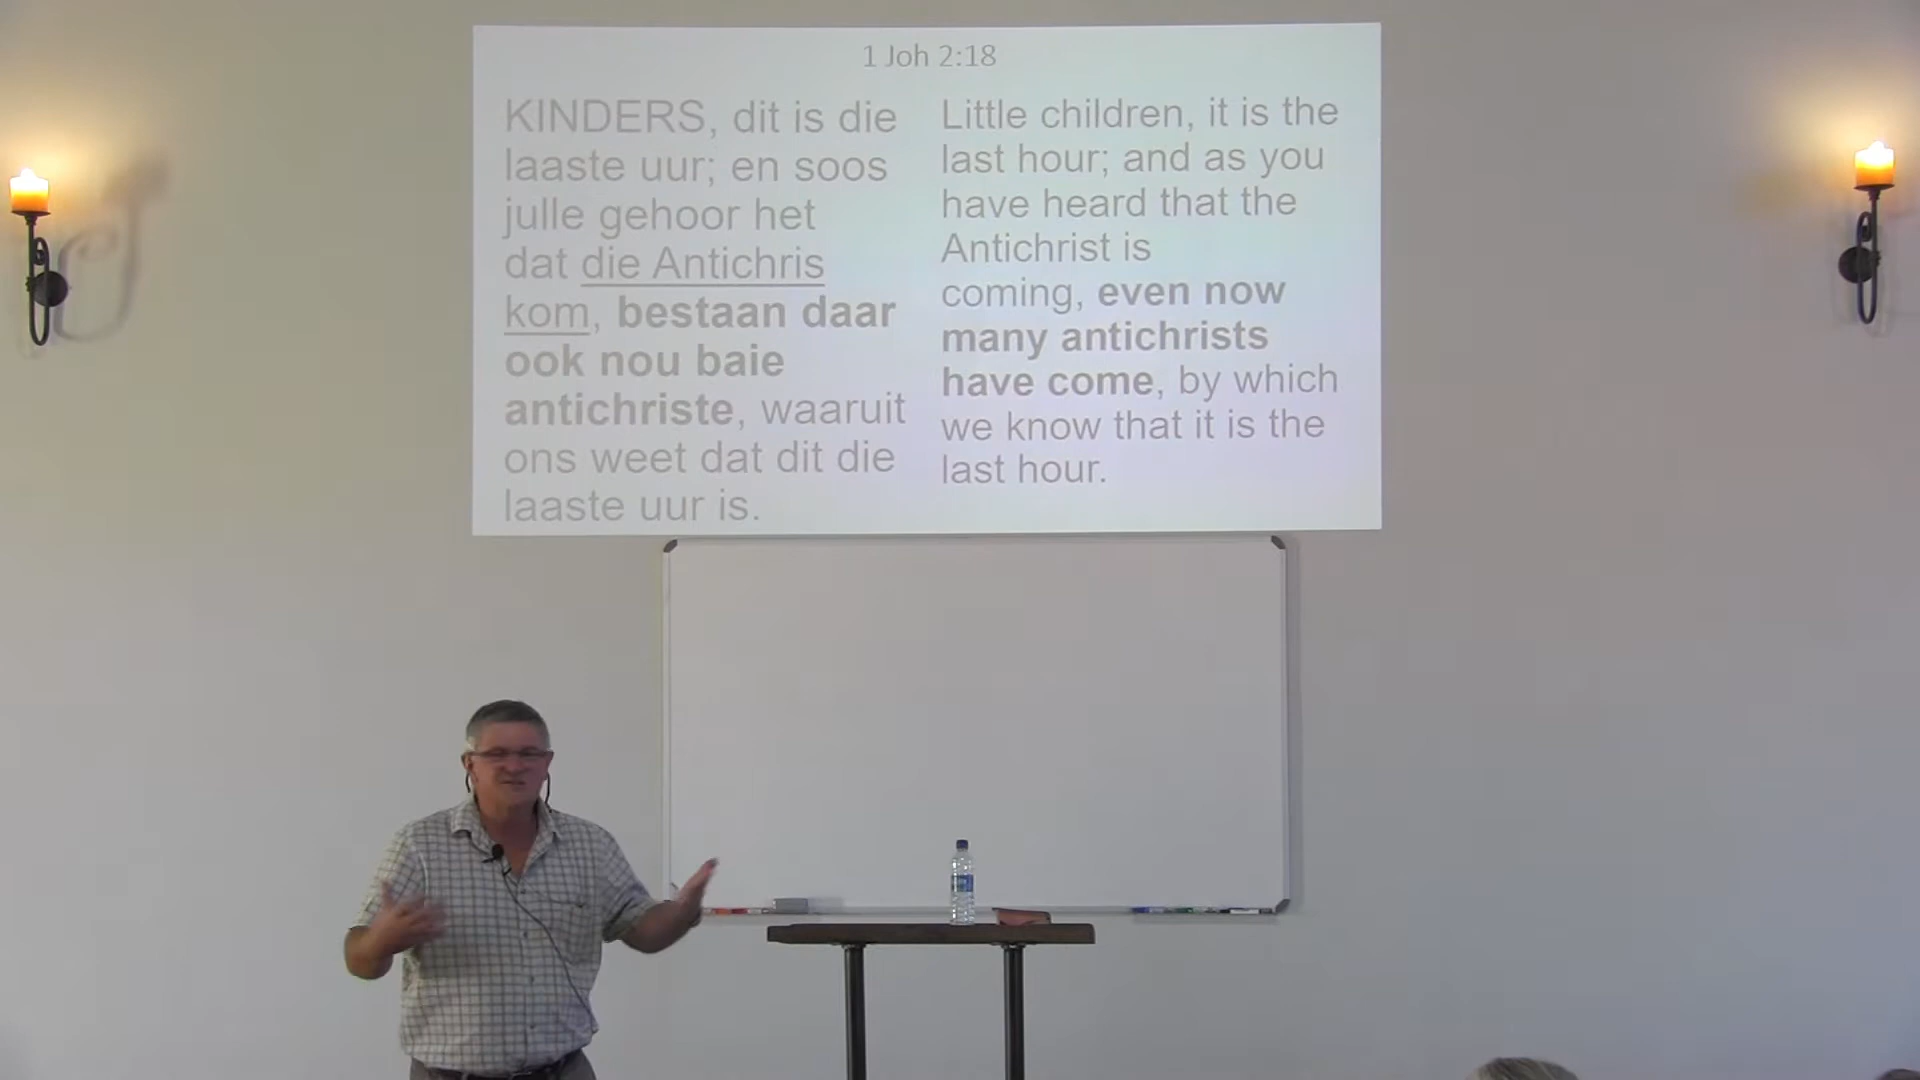 1 Joh 2:18
KINDERS, dit is die
laaste uur; en soos
julle gehoor het
dat die Antichris
kom, bestaan daar
ook nou baie
antichriste, waaruit
ons weet dat dit die
laaste uur is.
Little children, it is the
last hour; and as you
have heard that the
Antichrist is
coming, even now
many antichrists
have come, by which
we know that it is the
last hour.